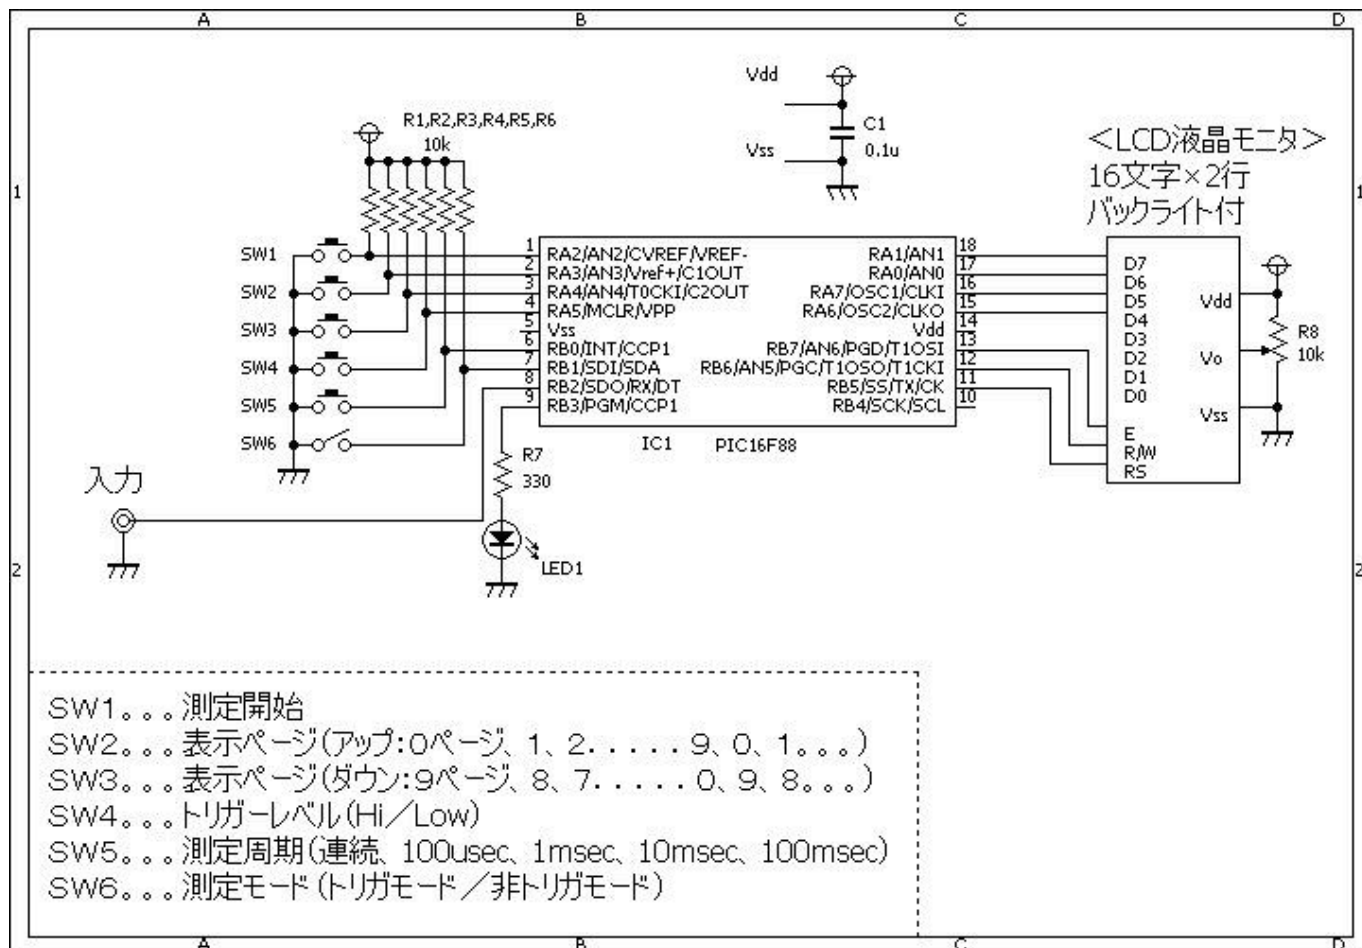 A B C D
Vdd
R1,R2,R3,R4,R5,R6
10k
C1
0.1u
Vss
<LCD液晶モニタ>
16文字×2行
バックライト付
1 1
SW1
SW2
SW3
SW4
SW5
SW6
1 RA2/AN2/CVREF/VREF-
2 RA3/AN3/Vref+/C1OUT
3 RA4/AN4/T0CKI/C2OUT
4 RA5/MCLR/VPP
5 Vss
6 RB0/INT/CCP1
7 RB1/SDI/SDA
8 RB2/SDO/RX/DT
9 RB3/PGM/CCP1
RA1/AN1 18
RA0/AN0 17
RA7/OSC1/CLKI 16
RA6/OSC2/CLKO 15
Vdd 14
RB7/AN6/PGD/T1OSI 13
RB6/AN5/PGC/T1OSO/T1CKI 12
RB5/SS/TX/CK 11
RB4/SCK/SCL 10
IC1 PIC16F88
D7
D6
D5
D4
D3
D2
D1
D0
E
R/W
RS
Vdd
Vo
Vss
R8
10k
R7
330
LED1
入力
2 2
SW1。。。測定開始
SW2。。。表示ページ(アップ:0ページ、1、2.....9、0、1。。。)
SW3。。。表示ページ(ダウン:9ページ、8、7......0、9、8。。。)
SW4。。。トリガーレベル(Hi/Low)
SW5。。。測定周期(連続、100usec、1msec、10msec、100msec)
SW6。。。測定モード(トリガモード/非トリガモード)
A B C D